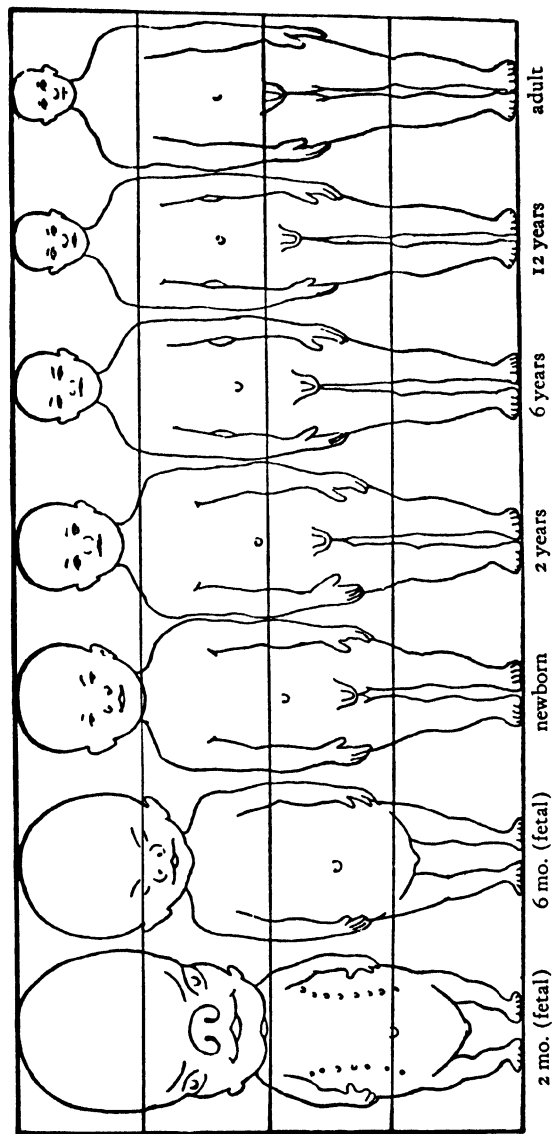 2 mo. (fetal)
6 mo. (fetal)
newborn
2 years
6 years
12 years
adult